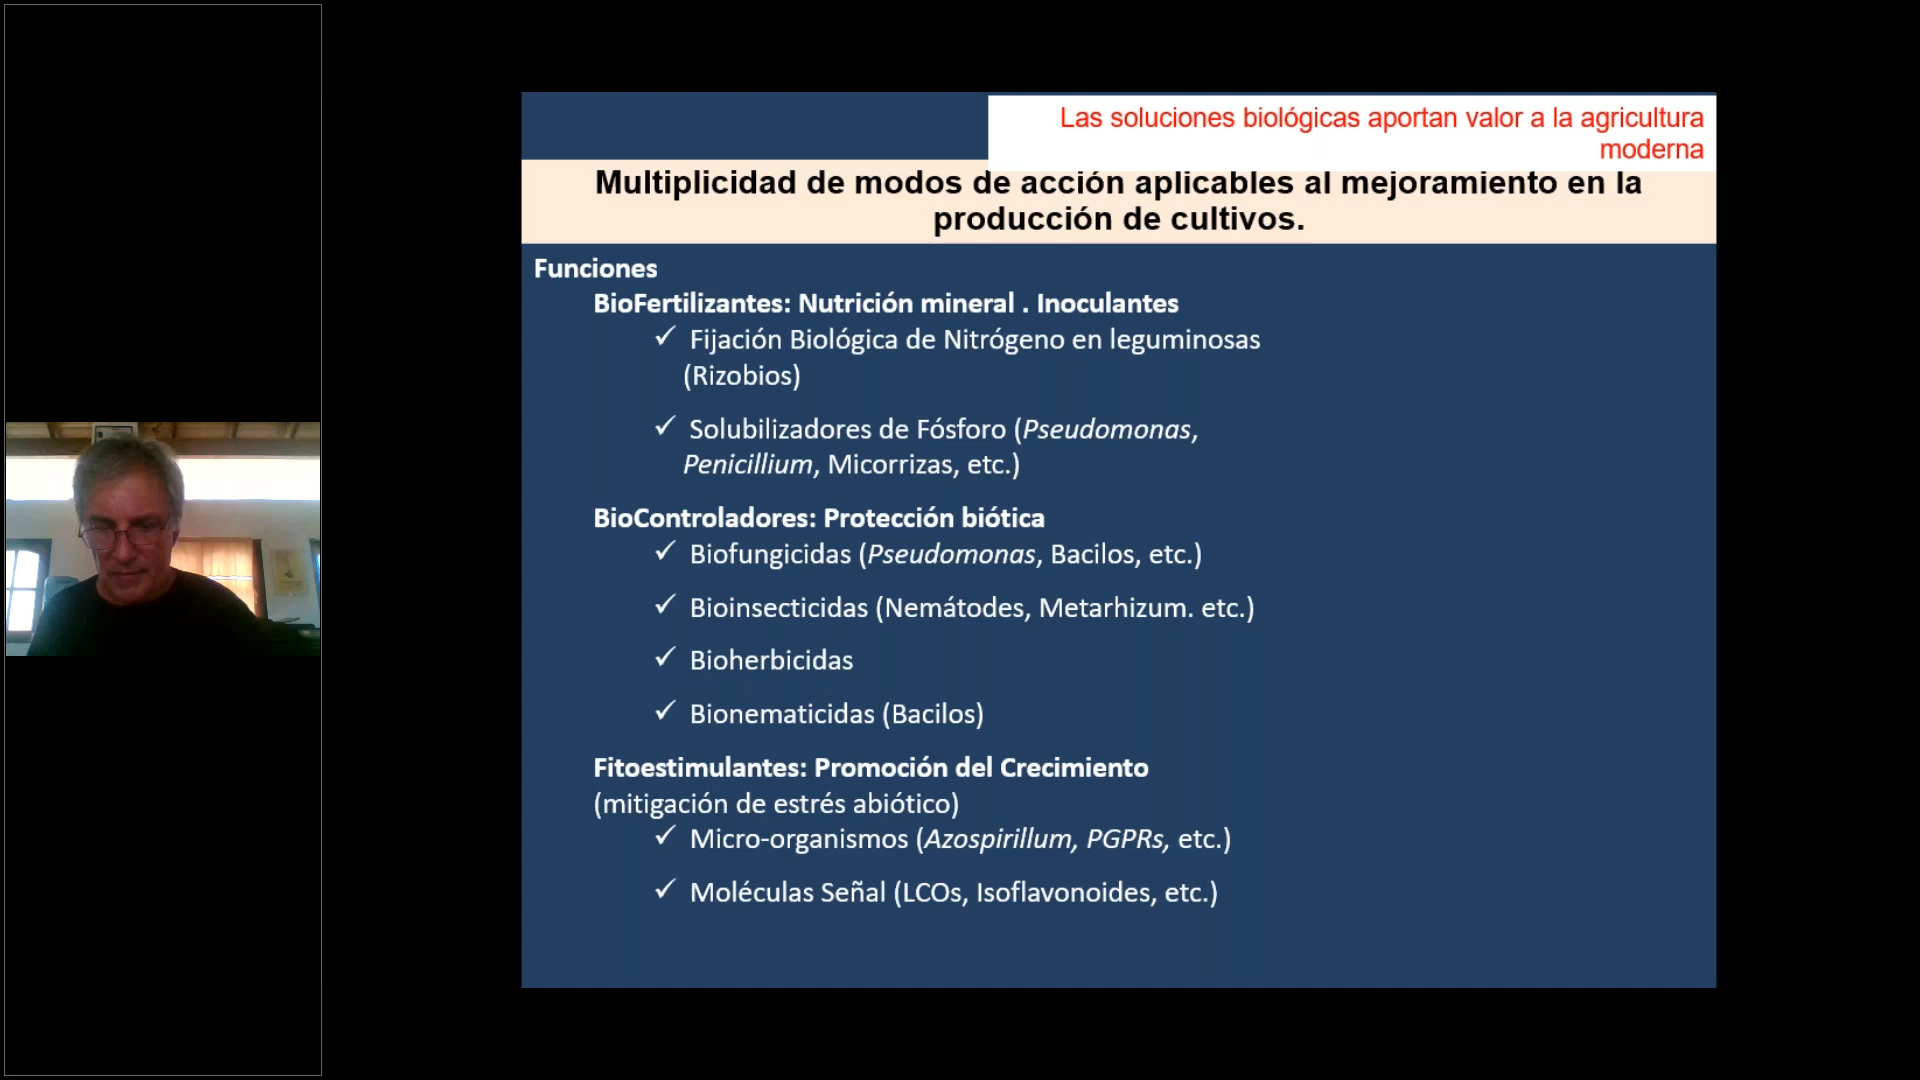 Las soluciones biológicas aportan valor a la agricultura
moderna
Multiplicidad de modos de acción aplicables al mejoramiento en la
producción de cultivos.
Funciones
BioFertilizantes: Nutrición mineral . Inoculantes
✓ Fijación Biológica de Nitrógeno en leguminosas
(Rizobios)
✓ Solubilizadores de Fósforo (Pseudomonas,
Penicillium, Micorrizas, etc.)
BioControladores: Protección biótica
✓ Biofungicidas (Pseudomonas, Bacilos, etc.)
✓ Bioinsecticidas (Nemátodes, Metarhizum. etc.)
✓ Bioherbicidas
✓ Bionematicidas (Bacilos)
Fitoestimulantes: Promoción del Crecimiento
(mitigación de estrés abiótico)
✓ Micro-organismos (Azospirillum, PGPRs, etc.)
✓ Moléculas Señal (LCOs, Isoflavonoides, etc.)